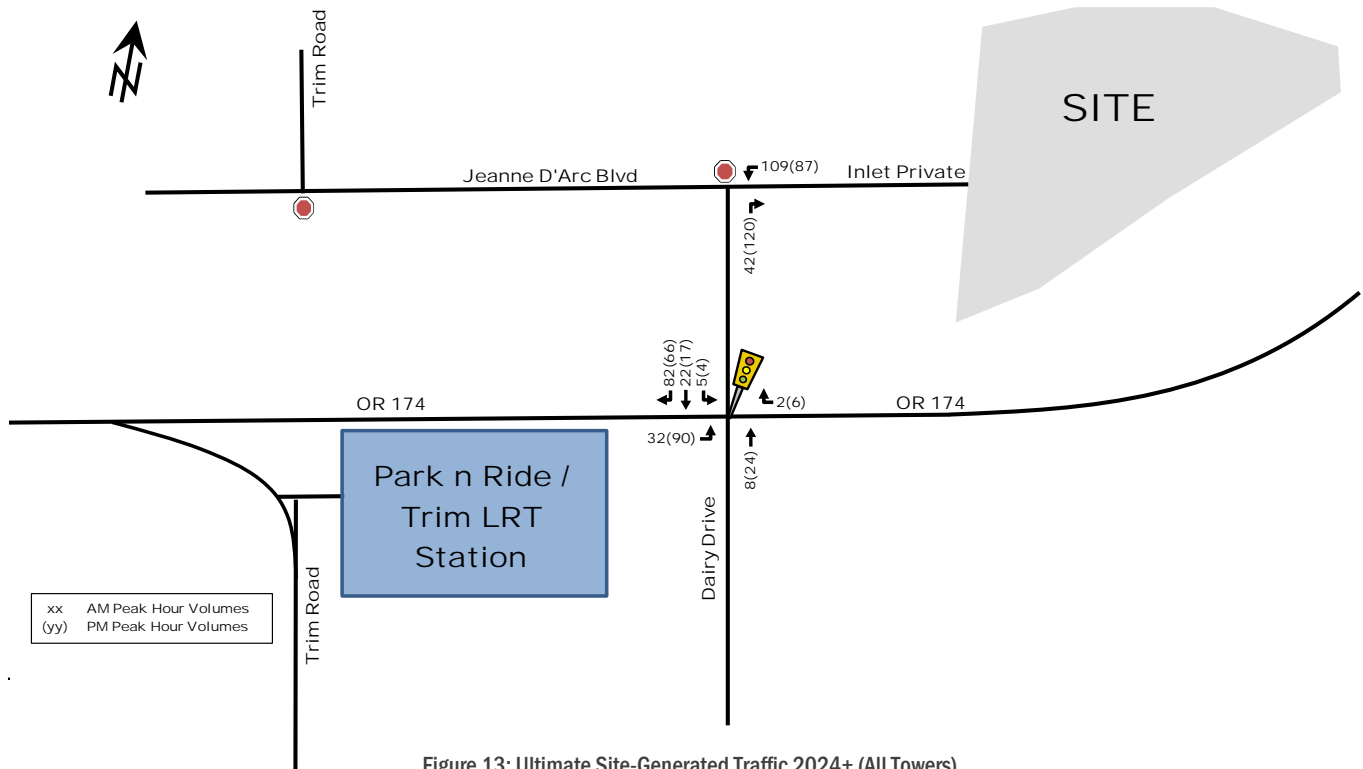 Trim Road
SITE
Jeanne D'Arc Blvd
109(87)
Inlet Private
42(120)
82(66)
22(17)
5(4)
OR 174
2(6)
OR 174
32(90)
8(24)
Park n Ride /
Trim LRT
Station
Dairy Drive
Trim Road
xx AM Peak Hour Volumes
(yy) PM Peak Hour Volumes
Figure 13: Ultimate Site-Generated Traffic 2024+ (All Towers)